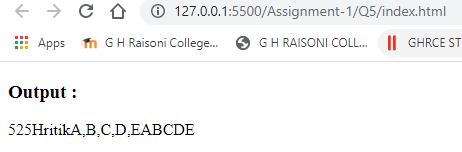 127.0.0.1:5500/Assignment-1/Q5/index.html
Apps G H Raisoni College... G H RAISONI COLL... GHRCE ST
Output :
525HritikA,B,C,D,EABCDE